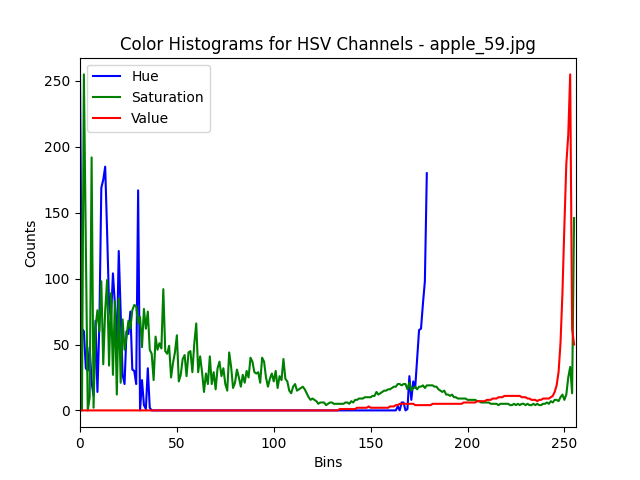 Color Histograms for HSV Channels - apple_59.jpg
Hue
Saturation
Value
Counts
250
200
150
100
50
0
0 50 100 150 200 250
Bins